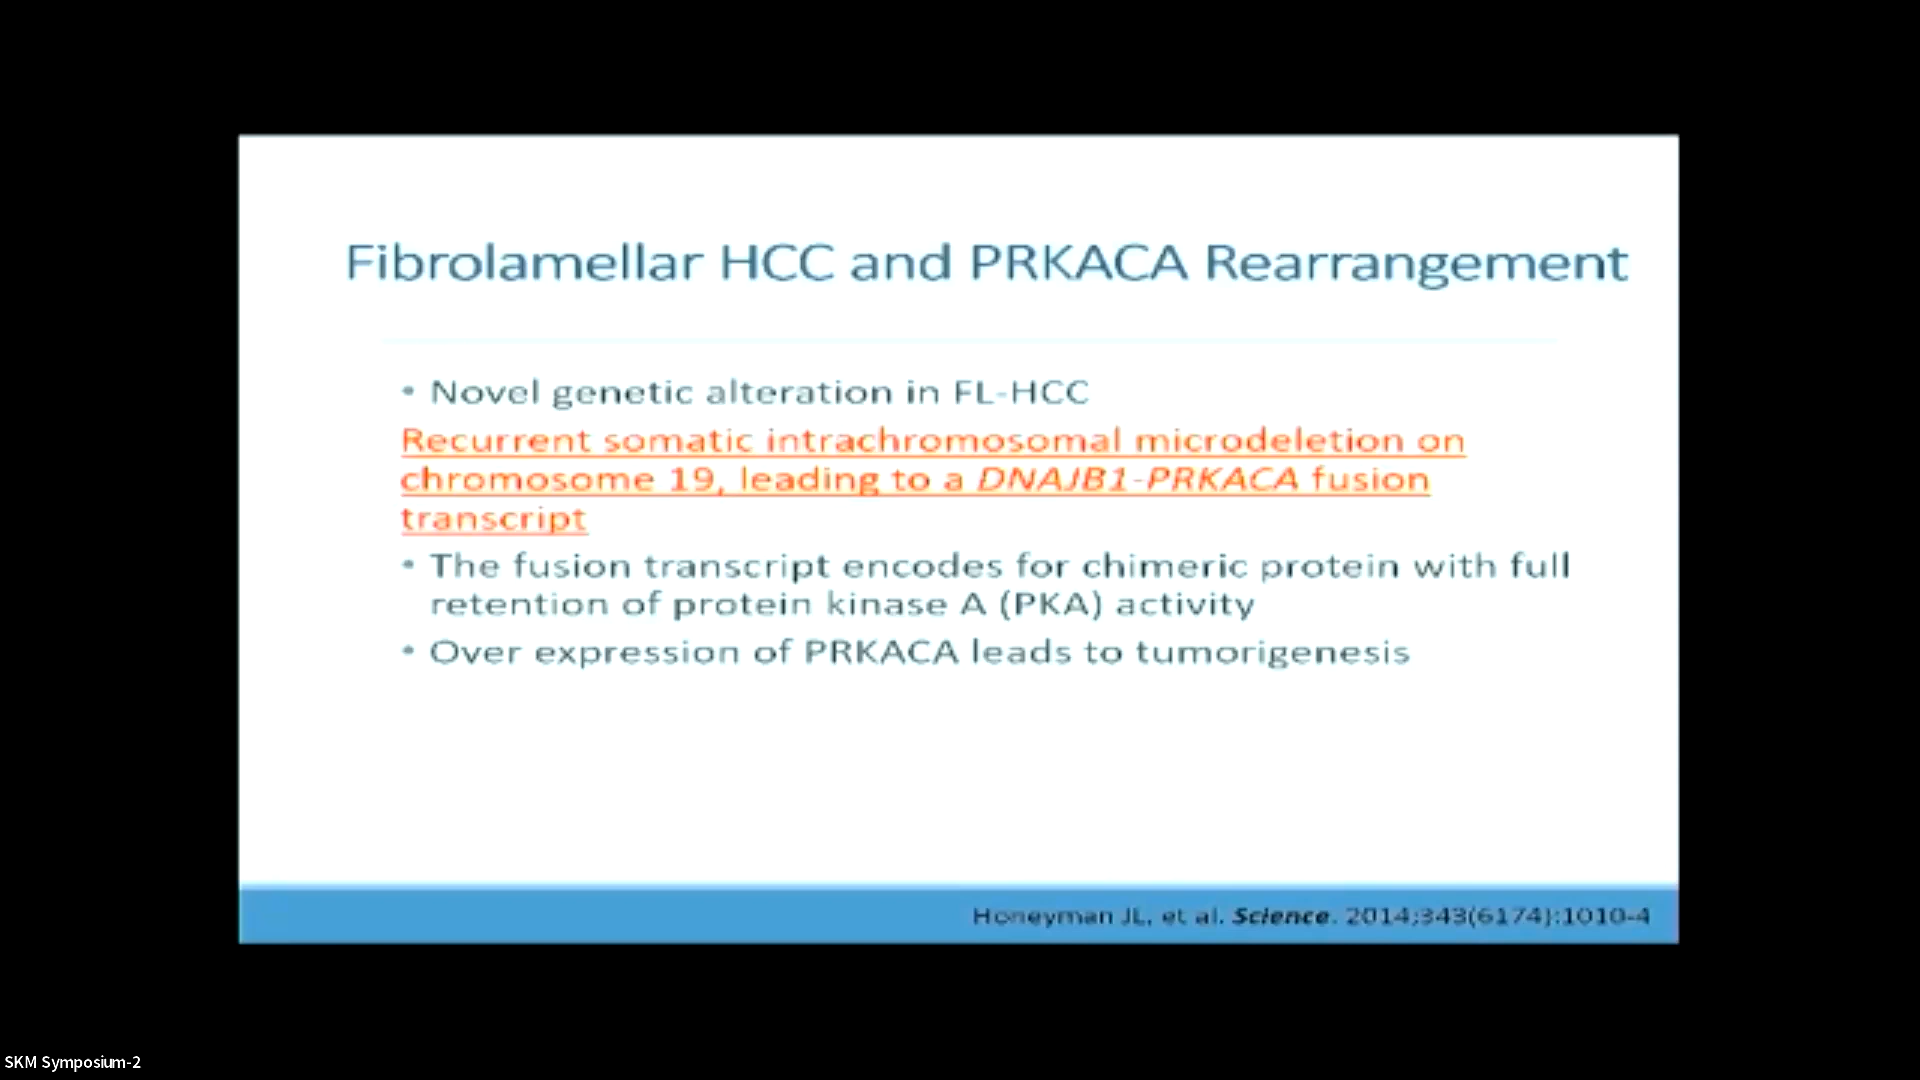 Fibrolamellar HCC and PRKACA Rearrangement
• Novel genetic alteration in FL-HCC
Recurrent somatic intrachromosomal microdeletion on
chromosome 19, leading to a DNAJB1-PRKACA fusion
transcript
• The fusion transcript encodes for chimeric protein with full
retention of protein kinase A (PKA) activity
• Over expression of PRKACA leads to tumorigenesis
Honeyman JL, et al. Science. 2014;343(6174):1010-4
SKM Symposium-2